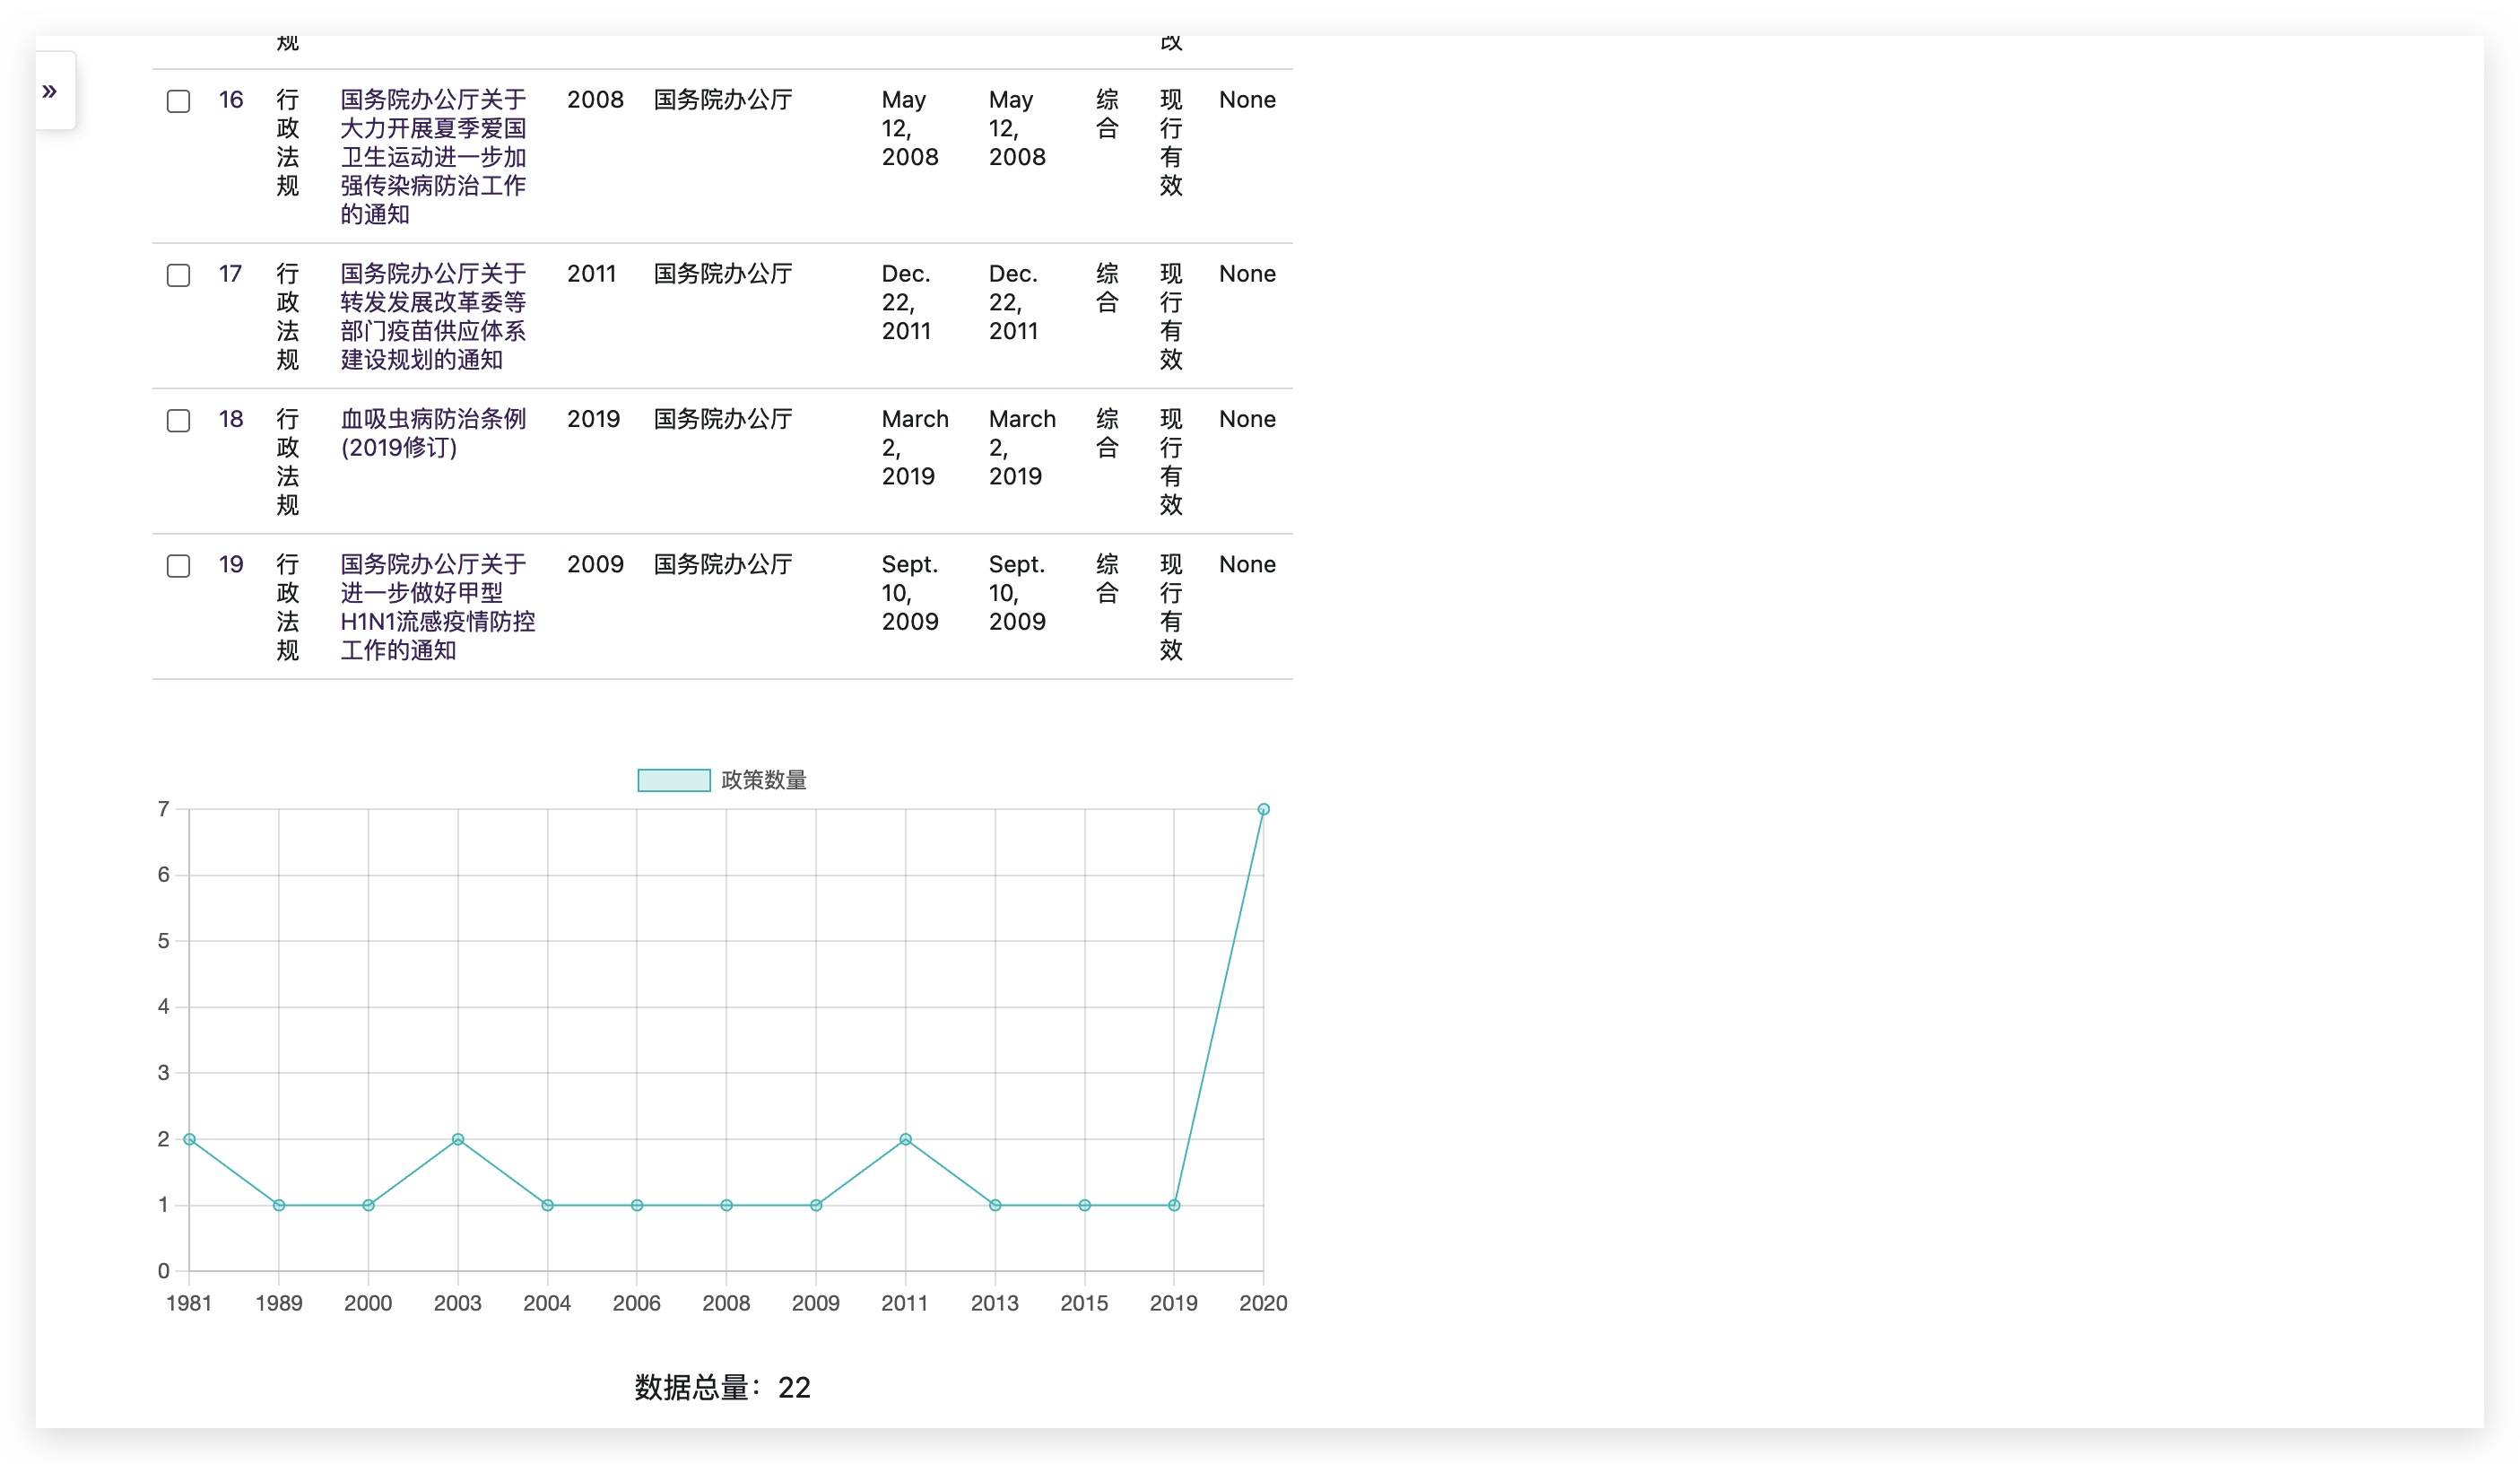 规 改
»
16 行 国务院办公厅关于 2008 国务院办公厅 May May 综 现 None
政 大力开展夏季爱国 12, 12, 合 行
法 卫生运动进一步加 2008 2008 有
规 强传染病防治工作 效
的通知
17 行 国务院办公厅关于 2011 国务院办公厅 Dec. Dec. 综 现 None
政 转发发展改革委等 22, 22, 合 行
法 部门疫苗供应体系 2011 2011 有
规 建设规划的通知 效
18 行 血吸虫病防治条例 2019 国务院办公厅 March March 综 现 None
政 (2019修订) 2, 2, 合 行
法 2019 2019 有
规 效
19 行 国务院办公厅关于 2009 国务院办公厅 Sept. Sept. 综 现 None
政 进一步做好甲型 10, 10, 合 行
法 H1N1流感疫情防控 2009 2009 有
规 工作的通知 效
政策数量
7
6
5
4
3
2
1
0
1981 1989 2000 2003 2004 2006 2008 2009 2011 2013 2015 2019 2020
数据总量：22